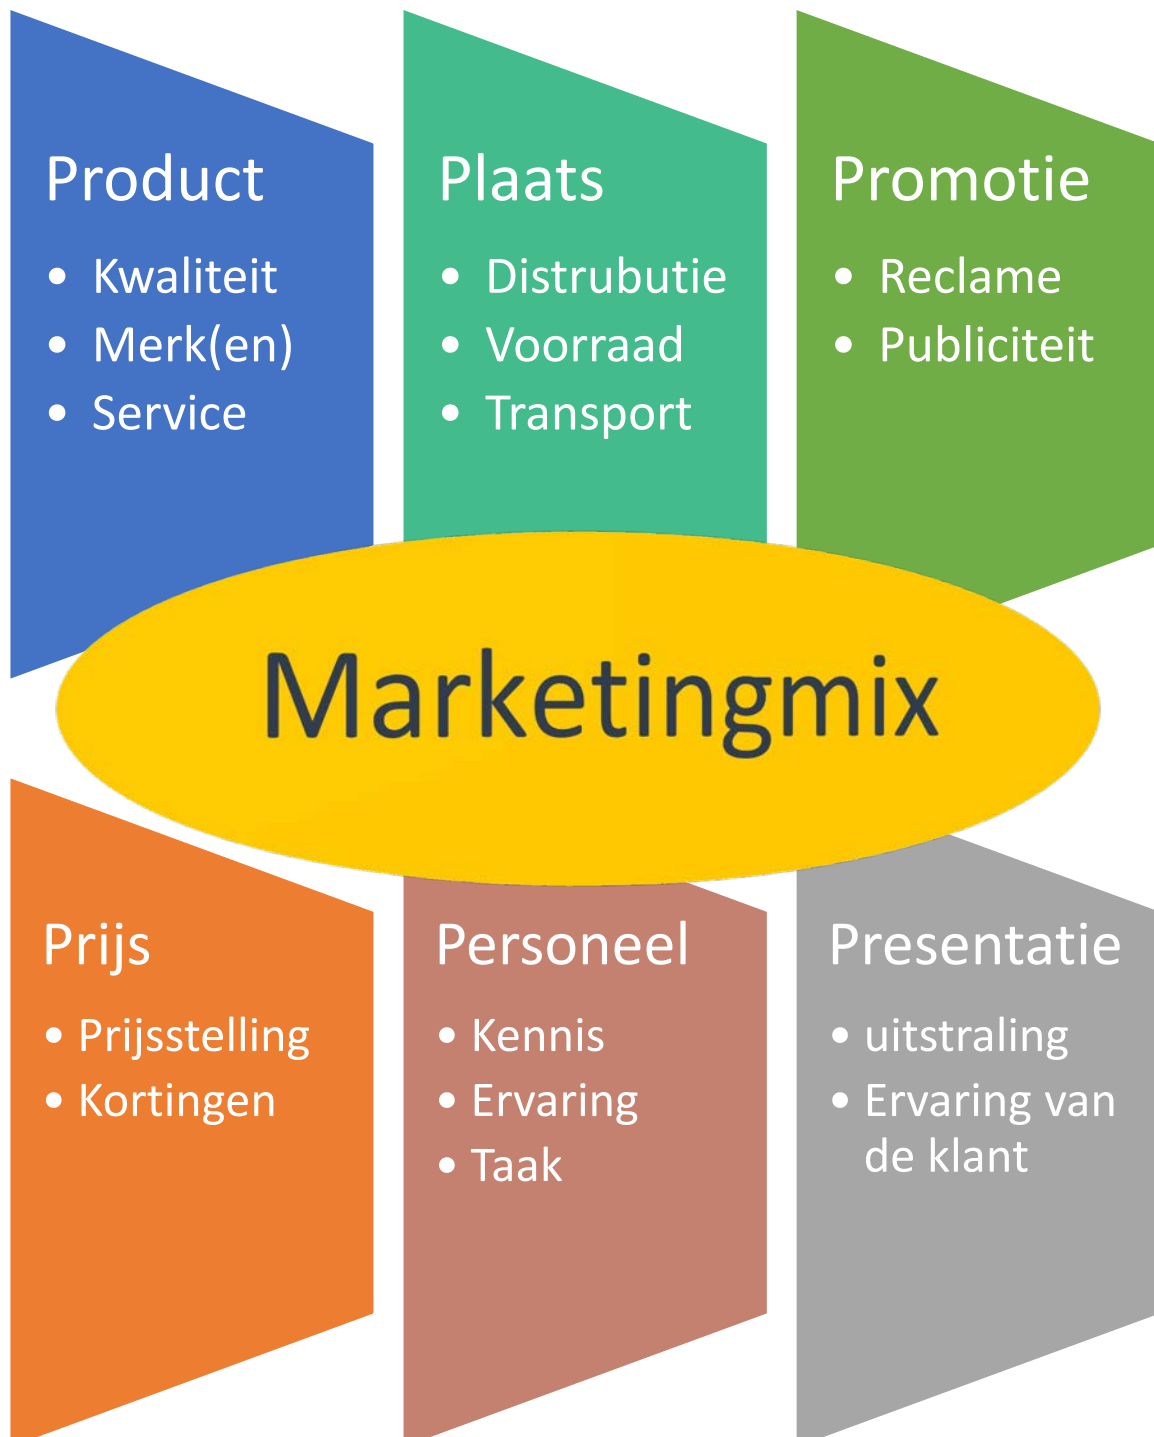 Product
• Kwaliteit
• Merk(en)
• Service
Plaats
• Distrubutie
• Voorraad
• Transport
Promotie
• Reclame
• Publiciteit
Marketingmix
Prijs
• Prijsstelling
• Kortingen
Personeel
• Kennis
• Ervaring
• Taak
Presentatie
• uitstraling
• Ervaring van
de klant